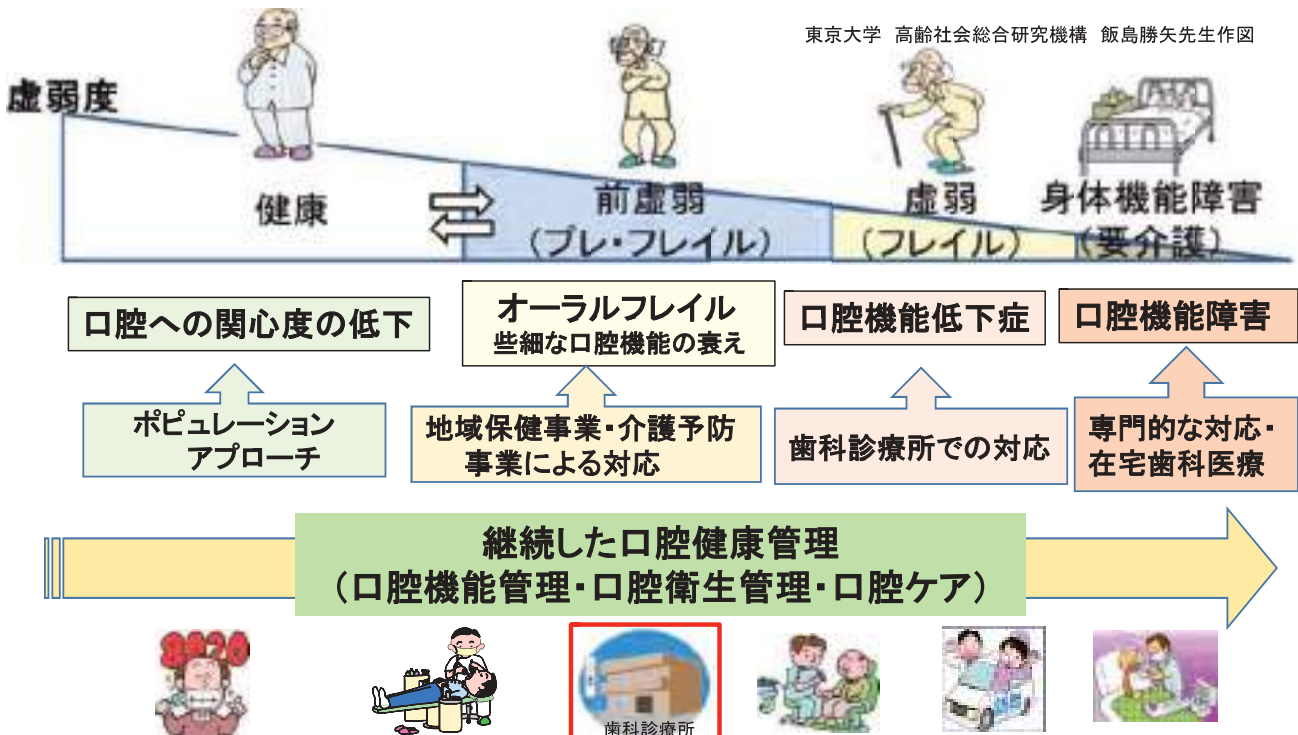 東京大学 高齢社会総合研究機構 飯島勝矢先生作図
虚弱度
健康
前虚弱
(プレ・フレイル)
虚弱
(フレイル)
身体機能障害
(要介護)
口腔への関心度の低下
オーラルフレイル
些細な口腔機能の衰え
口腔機能低下症
口腔機能障害
ポピュレーション
アプローチ
地域保健事業・介護予防
事業による対応
歯科診療所での対応
専門的な対応・
在宅歯科医療
継続した口腔健康管理
(口腔機能管理・口腔衛生管理・口腔ケア)
8020
歯科診療所